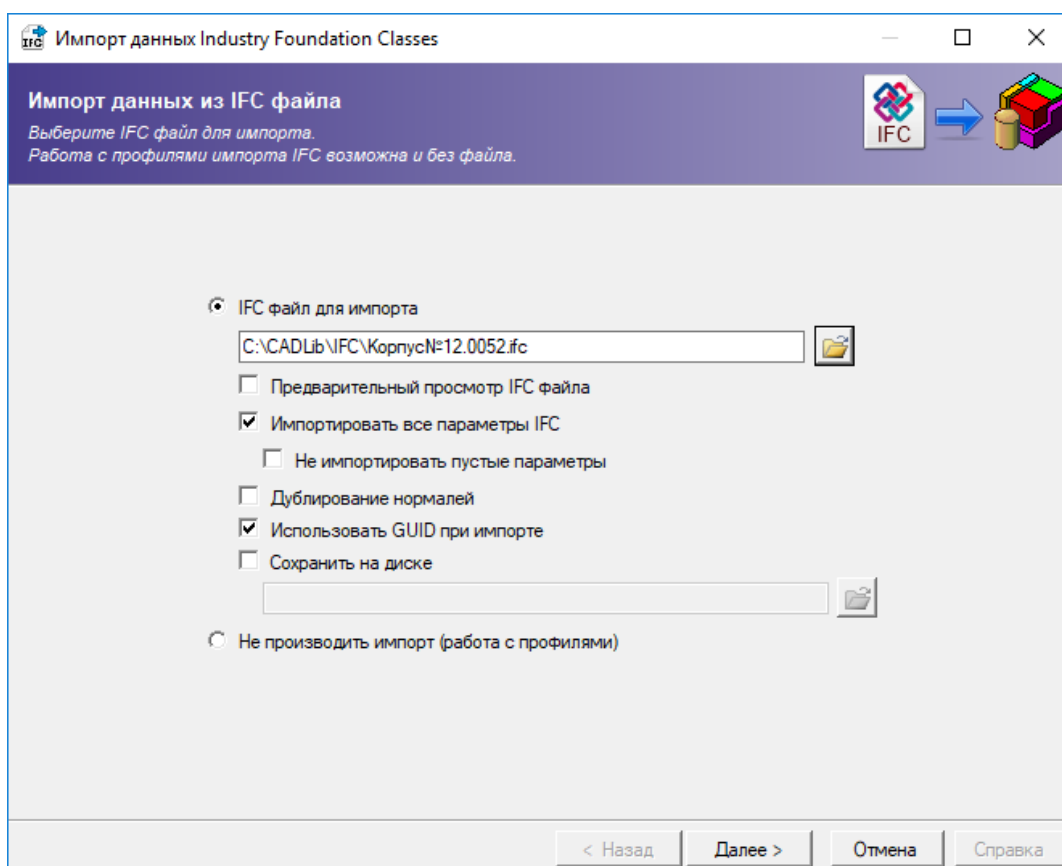 IFC
Импорт данных Industry Foundation Classes
Импорт данных из IFC файла
Выберите IFC файл для импорта.
Работа с профилями импорта IFC возможна и без файла.
IFC
IFC файл для импорта
C:\CADLib\IFC\Корпус№12.0052.ifc
Предварительный просмотр IFC файла
Импортировать все параметры IFC
Не импортировать пустые параметры
Дублирование нормалей
Использовать GUID при импорте
Сохранить на диске
Не производить импорт (работа с профилями)
< Назад
Далее >
Отмена
Справка